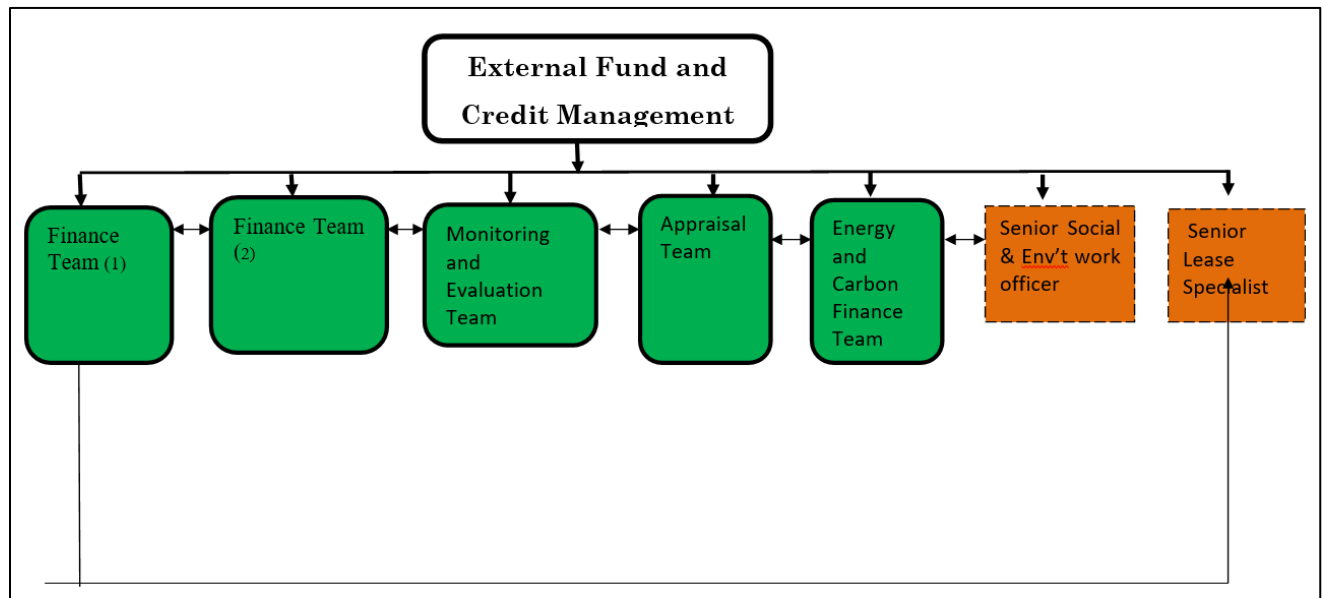 External Fund and
Credit Management
Finance
Team (1)
Finance Team
(2)
Monitoring
and
Evaluation
Team
Appraisal
Team
Energy
and
Carbon
Finance
Team
Senior Social
& Env’t work
officer
Senior
Lease
Specialist